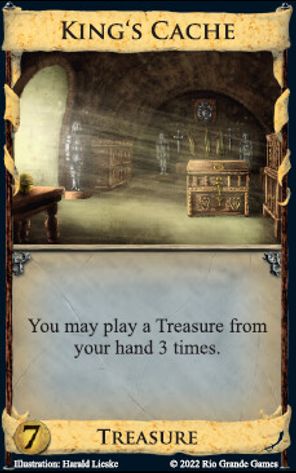 KING'S CACHE
You may play a Treasure from
your hand 3 times.
7
TREASURE
Illustration: Harald Lieske © 2022 Rio Grande Games